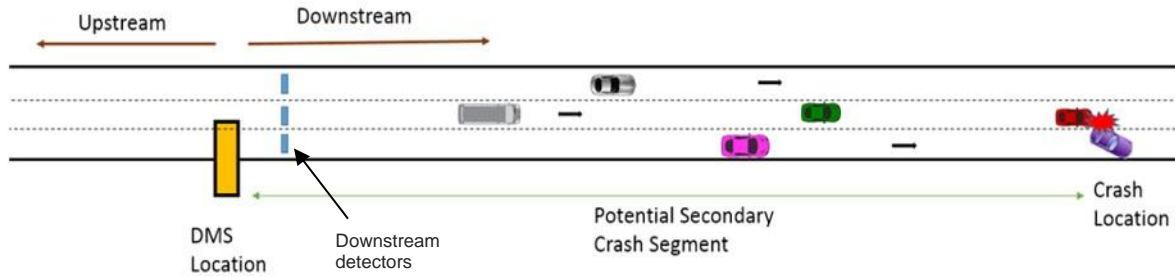 Upstream
Downstream
DMS
Location
Downstream
detectors
Potential Secondary
Crash Segment
Crash
Location